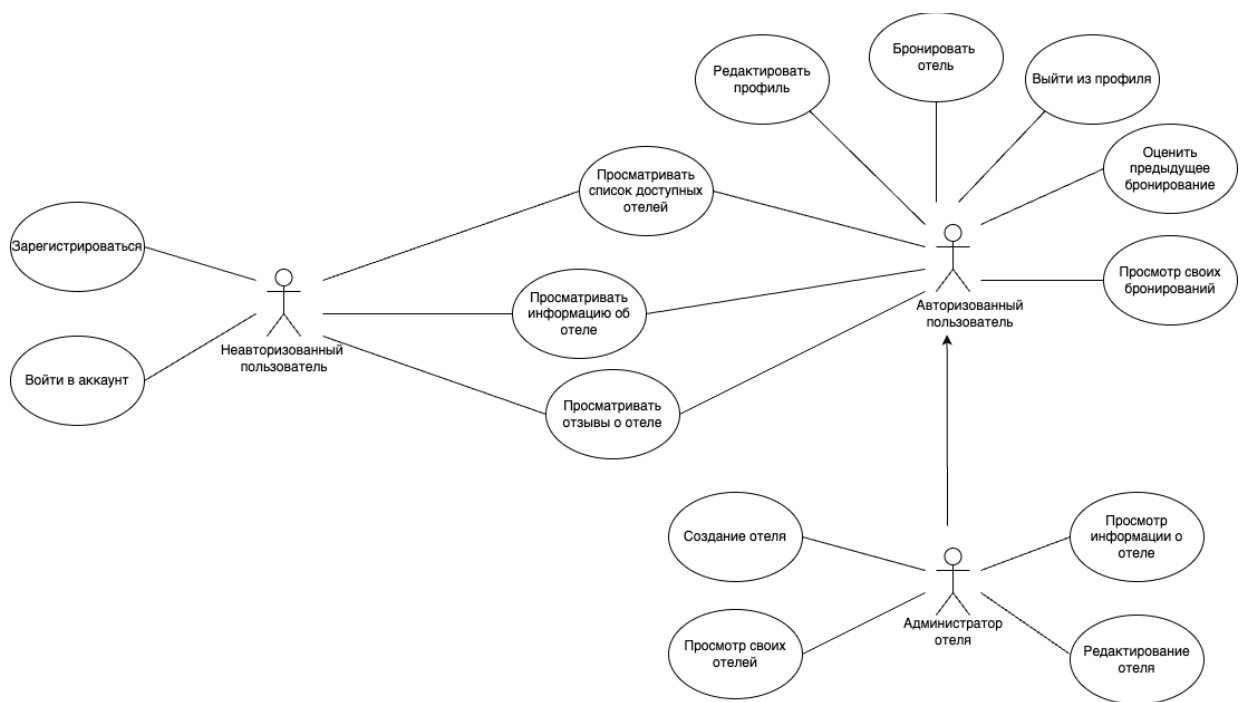 Бронировать
отель
Редактировать
профиль
Выйти из профиля
Оценить
предыдущее
бронирование
Просматривать
список доступных
отелей
Зарегистрироваться
Просмотр своих
бронирований
Просматривать
информацию об
отеле
Авторизованный
пользователь
Неавторизованный
пользователь
Войти в аккаунт
Просматривать
отзывы о отеле
Создание отеля
Просмотр
информации о
отеле
Администратор
отеля
Просмотр своих
отелей
Редактирование
отеля